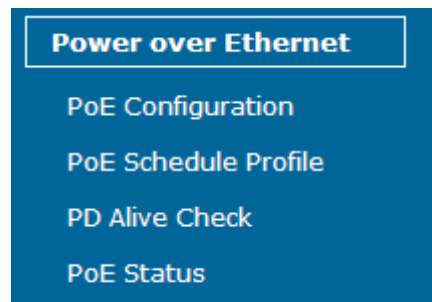 Power over Ethernet
PoE Configuration
PoE Schedule Profile
PD Alive Check
PoE Status